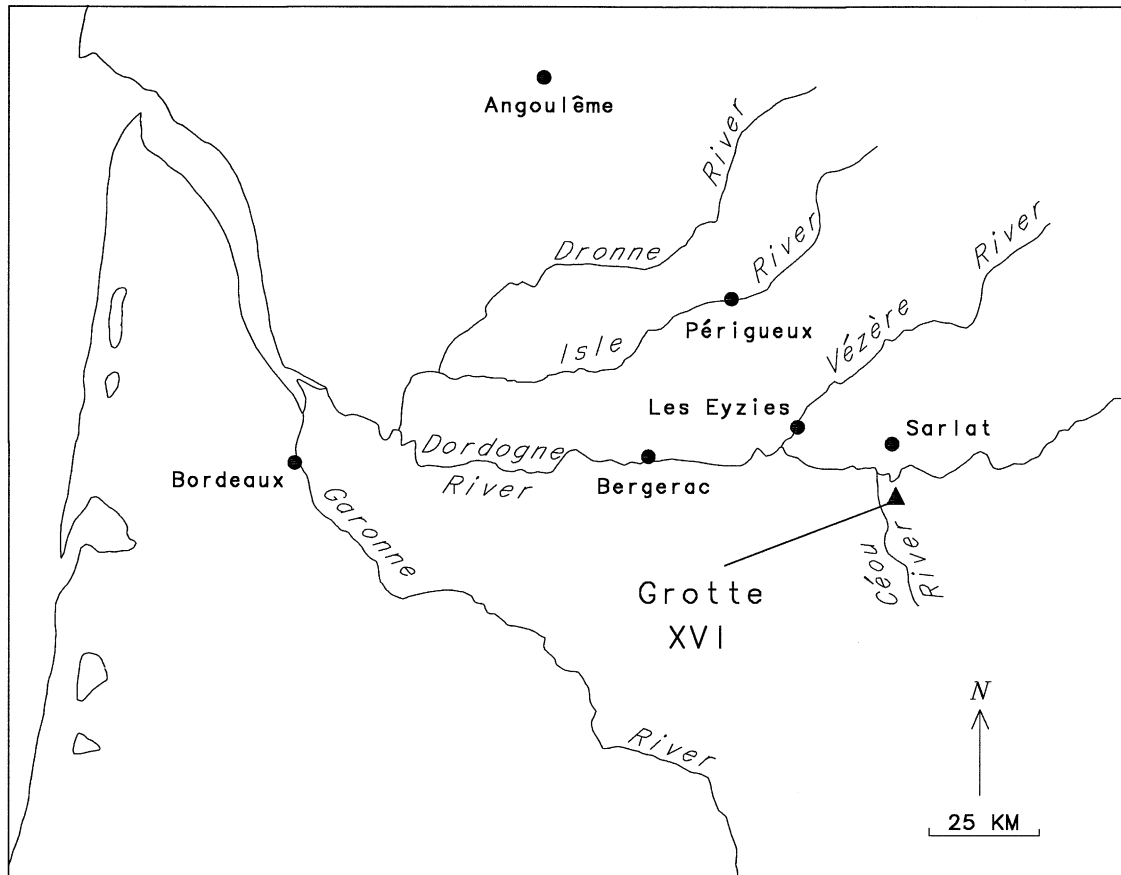 Angoulême
River
Dronne
River
River
Périgueux
Isle
Vézère
Les Eyzies
Sarlat
Dordogne
River
Bergerac
Bordeaux
Garonne
River
Céou
River
Grotte
XVI
N
25 KM